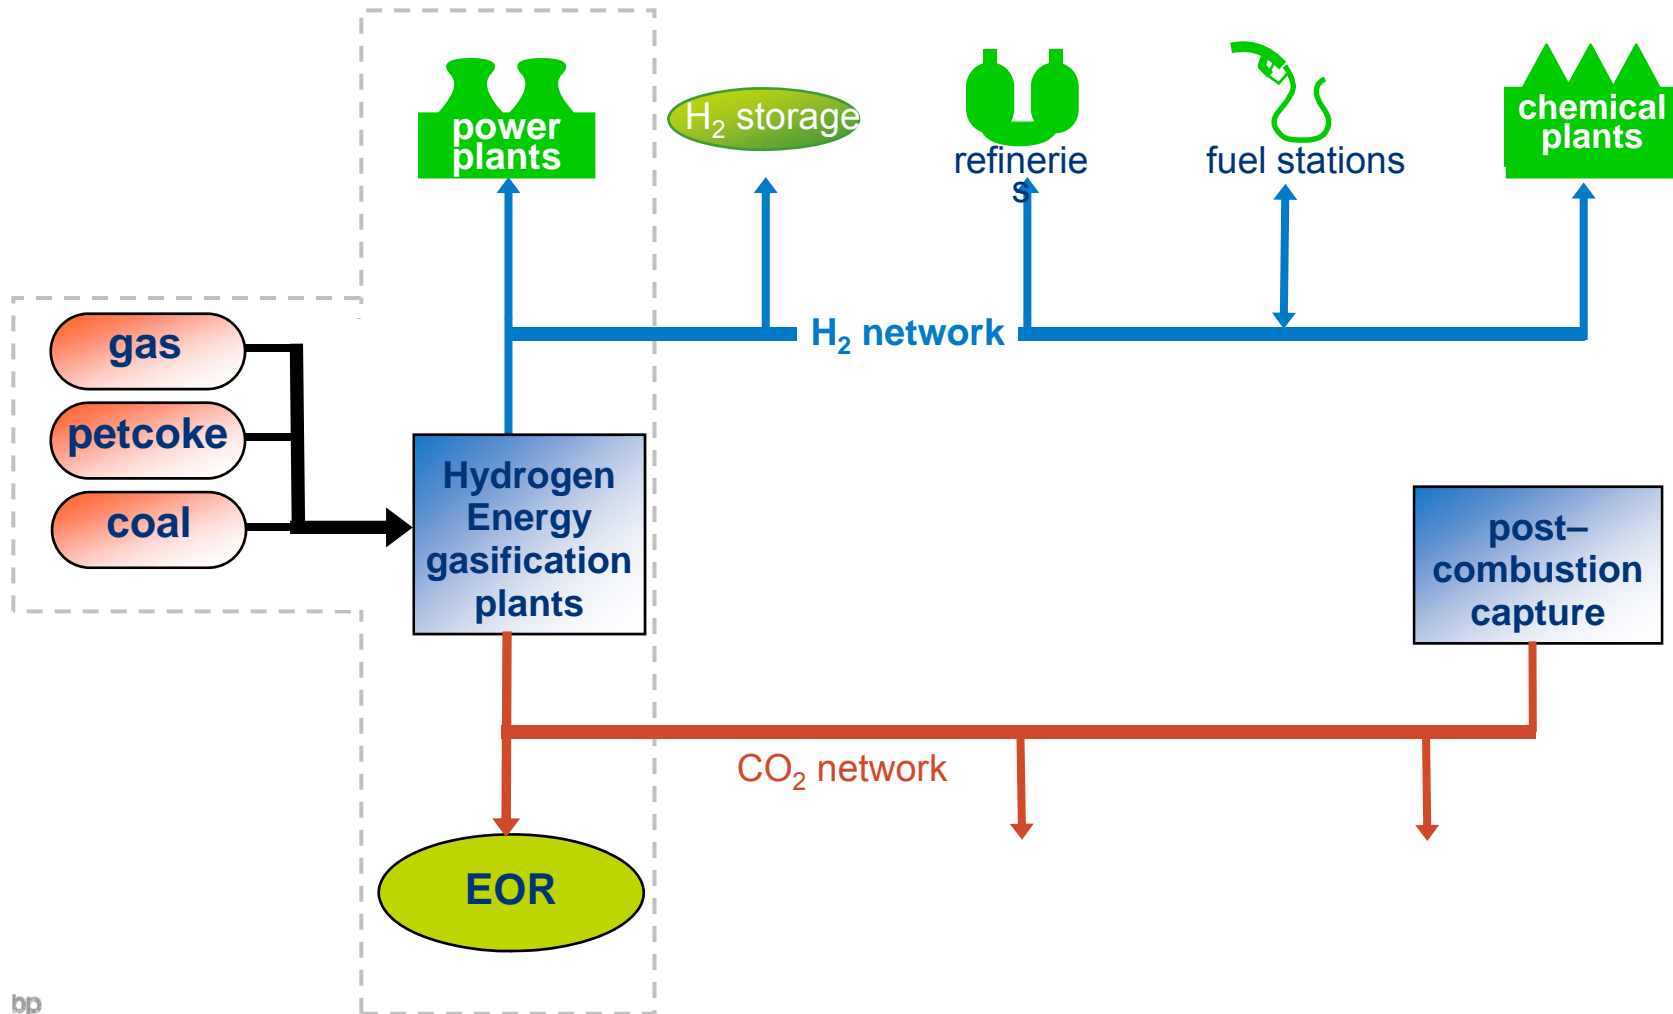 power
plants
H₂ storage
refinerie
s
fuel stations
chemical
plants
gas
petcoke
coal
H₂ network
Hydrogen
Energy
gasification
plants
post–
combustion
capture
CO₂ network
EOR
bp